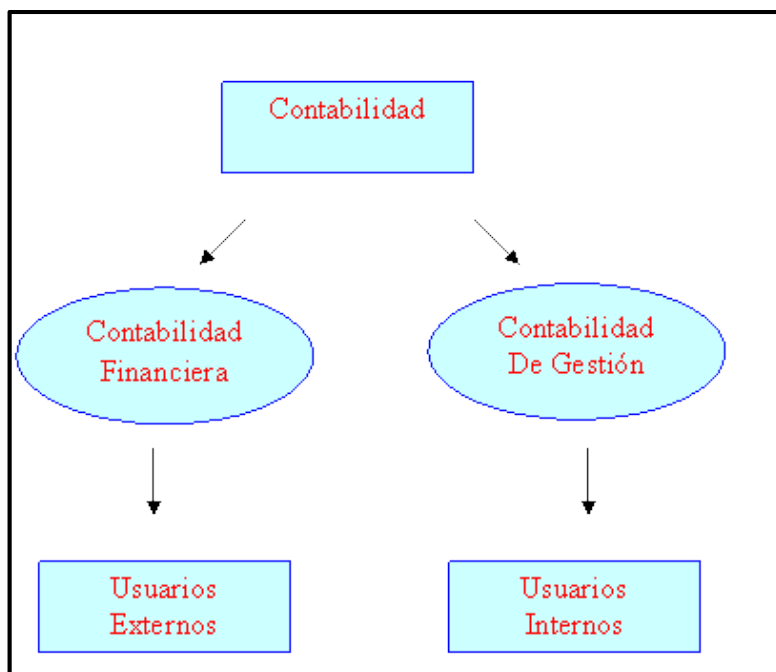 Contabilidad
Contabilidad
Financiera
Contabilidad
De Gestión
Usuarios
Externos
Usuarios
Internos